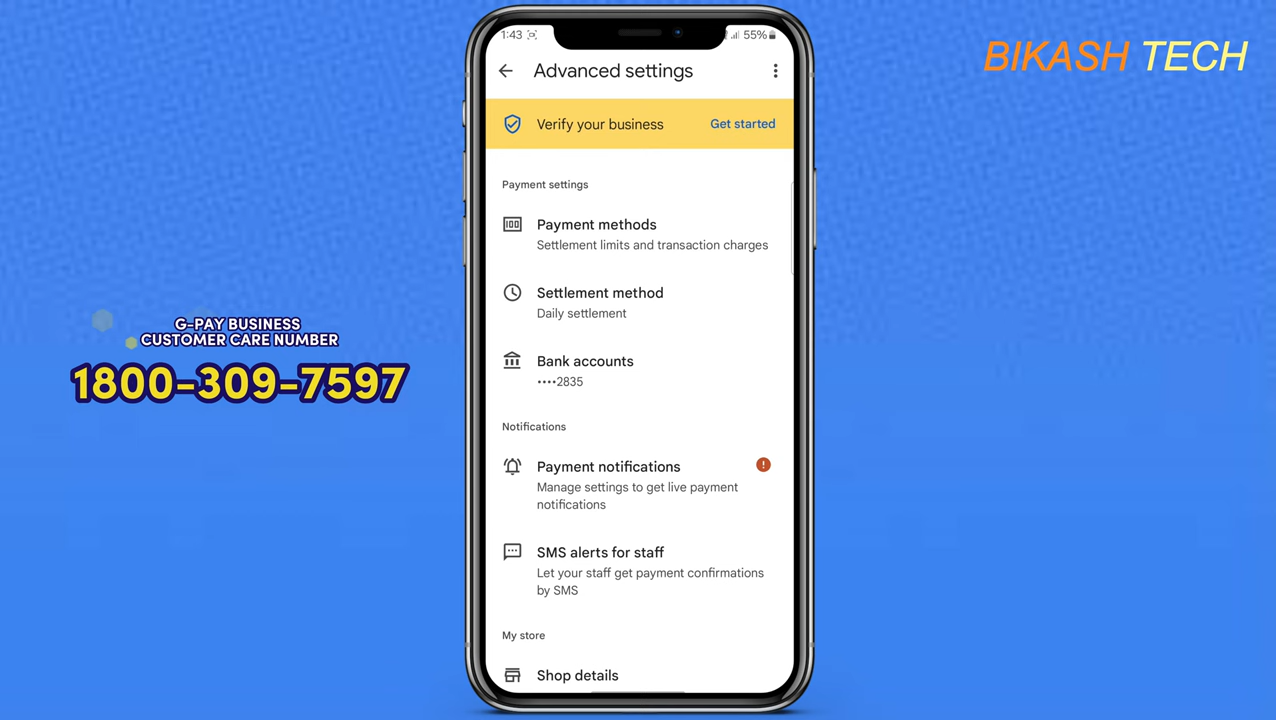 1:43
55%
BIKASH TECH
Advanced settings
Verify your business
Get started
Payment settings
Payment methods
Settlement limits and transaction charges
Settlement method
Daily settlement
Bank accounts
••••2835
Notifications
Payment notifications
Manage settings to get live payment
notifications
SMS alerts for staff
Let your staff get payment confirmations
by SMS
My store
Shop details
G-PAY BUSINESS
CUSTOMER CARE NUMBER
1800-309-7597